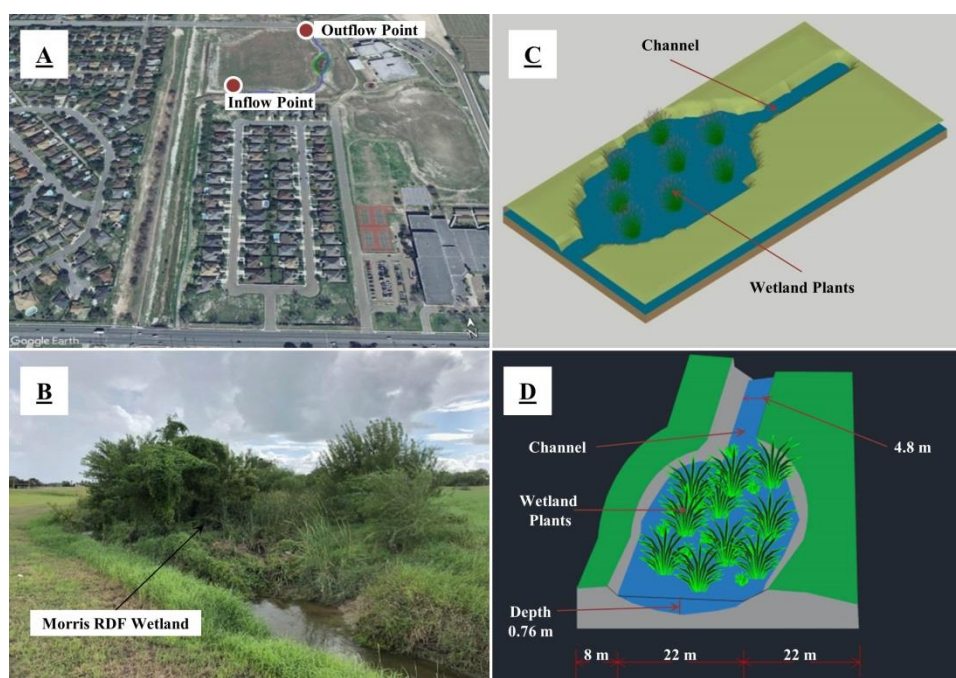 A
Outflow Point
Inflow Point
N
Google Earth
C
Channel
Wetland Plants
B
Morris RDF Wetland
D
Channel
4.8 m
Wetland
Plants
Depth
0.76 m
8 m
22 m
22 m